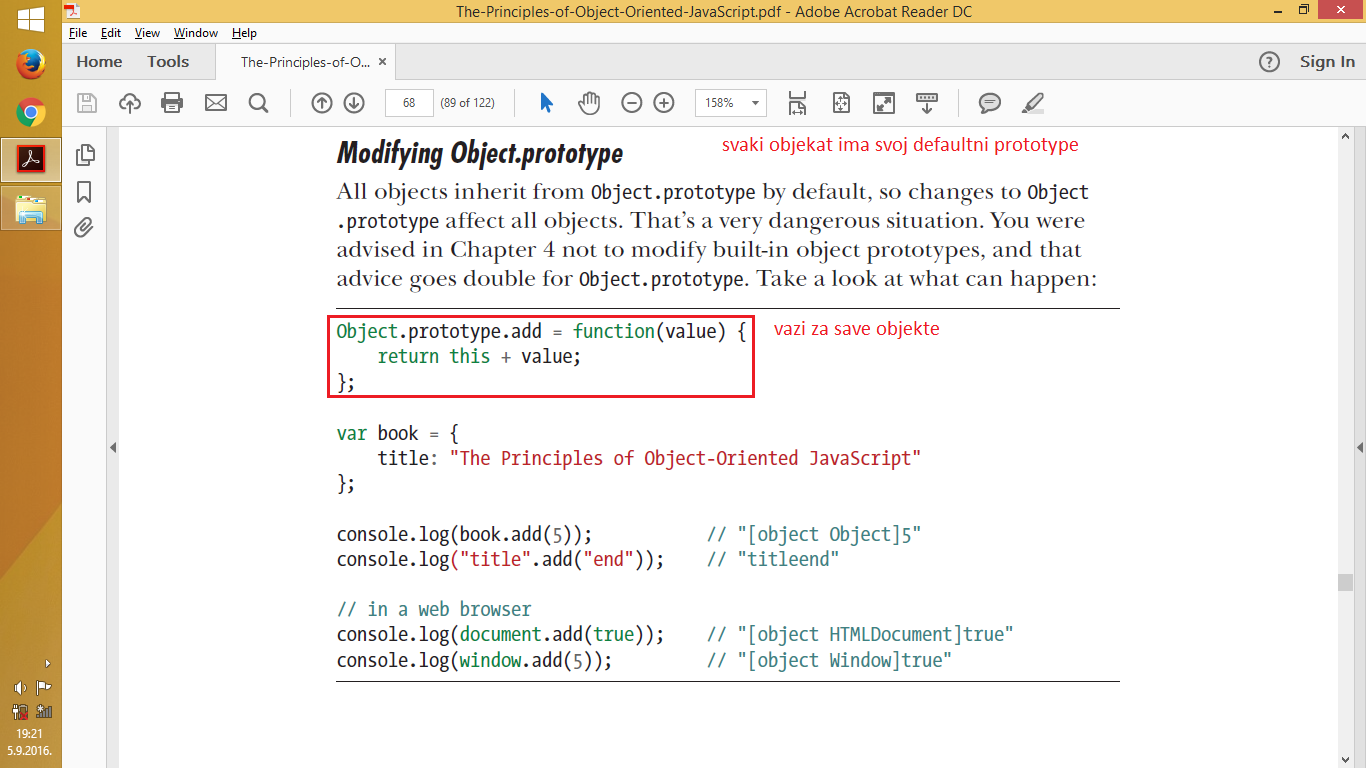 The-Principles-of-Object-Oriented-JavaScript.pdf - Adobe Acrobat Reader DC
File Edit View Window Help
Home Tools The-Principles-of-O... × ? Sign In
68 (89 of 122) 158%
Modifying Object.prototype
svaki objekat ima svoj defaultni prototype
All objects inherit from Object.prototype by default, so changes to Object
.prototype affect all objects. That’s a very dangerous situation. You were
advised in Chapter 4 not to modify built-in object prototypes, and that
advice goes double for Object.prototype. Take a look at what can happen:
Object.prototype.add = function(value) {
vazi za save objekte
return this + value;
};
var book = {
title: "The Principles of Object-Oriented JavaScript"
};
console.log(book.add(5)); // "[object Object]5"
console.log("title".add("end")); // "titleend"
// in a web browser
console.log(document.add(true)); // "[object HTMLDocument]true"
console.log(window.add(5)); // "[object Window]true"
19:21
5.9.2016.